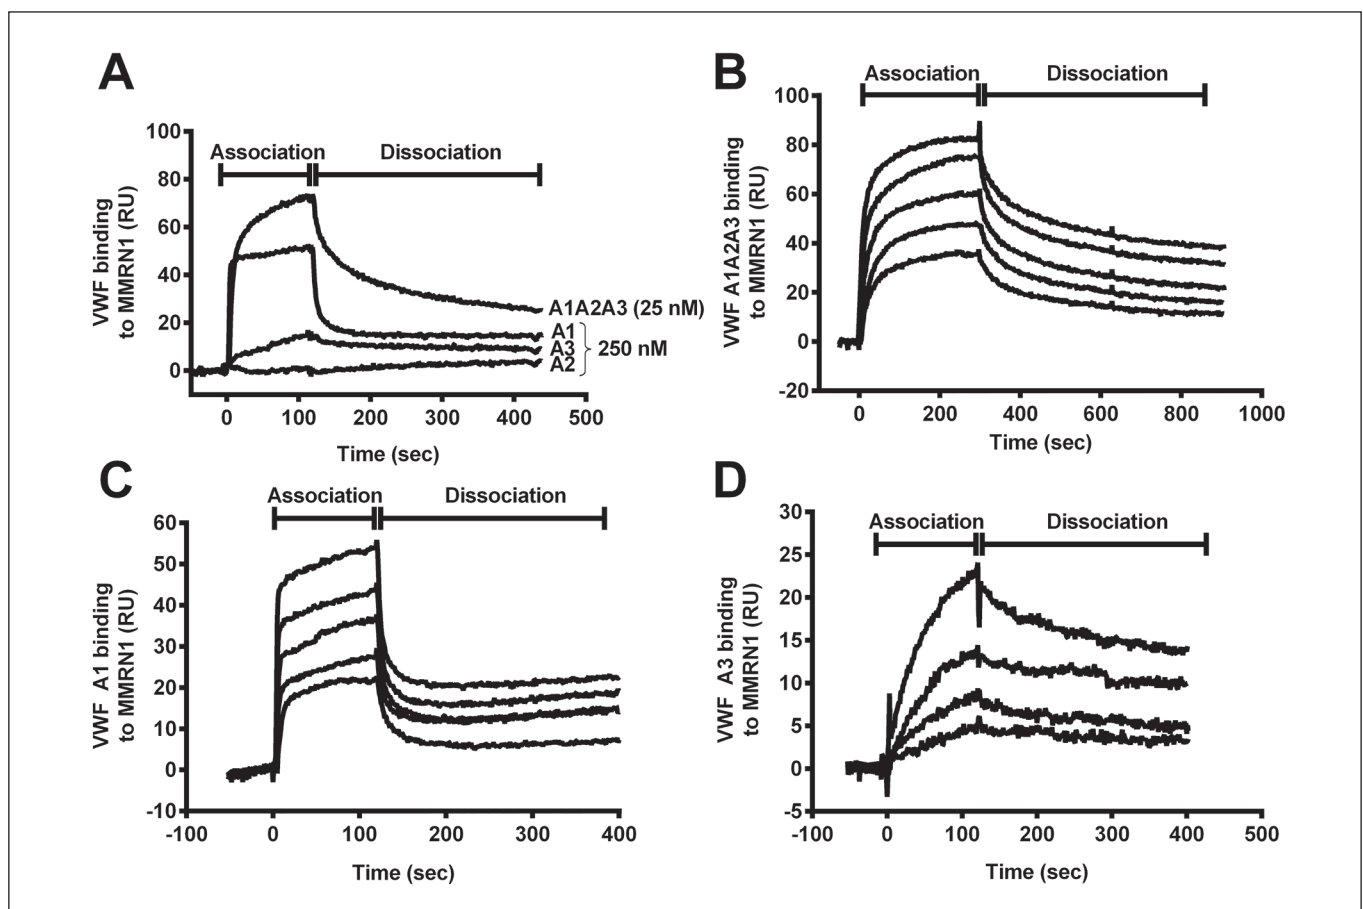 A
VWF binding
to MMRN1 (RU)
100
80
60
40
20
0
Association
Dissociation
A1A2A3 (25 nM)
A1
A3
A2
250 nM
0
100
200
300
400
500
Time (sec)
B
VWF A1A2A3 binding
to MMRN1 (RU)
100
80
60
40
20
0
-20
Association
Dissociation
0
200
400
600
800
1000
Time (sec)
C
VWF A1 binding
to MMRN1 (RU)
60
50
40
30
20
10
0
-10
Association
Dissociation
-100
0
100
200
300
400
Time (sec)
D
VWF A3 binding
to MMRN1 (RU)
30
25
20
15
10
5
0
-5
Association
Dissociation
-100
0
100
200
300
400
500
Time (sec)